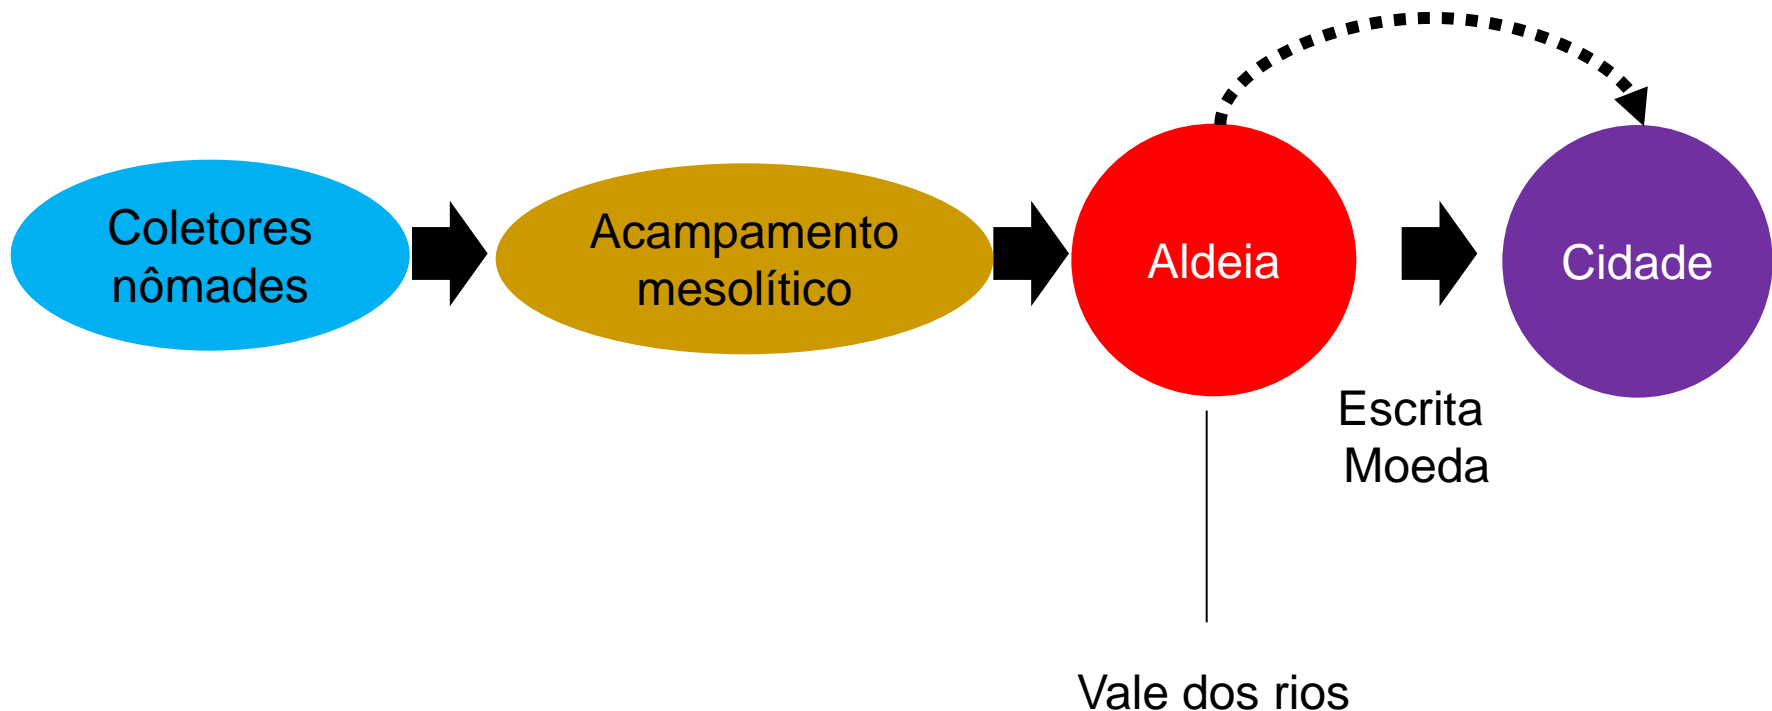 Coletores
nômades
Acampamento
mesolítico
Aldeia
Cidade
Escrita
Moeda
Vale dos rios